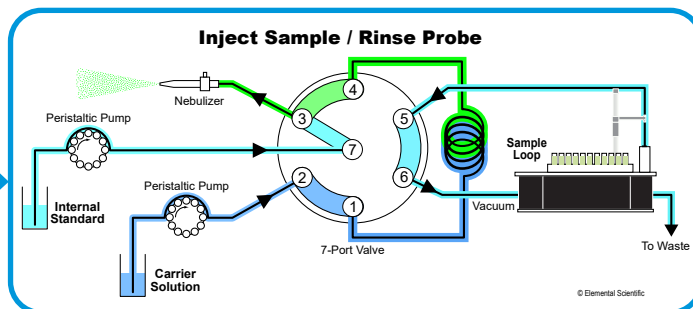 Inject Sample / Rinse Probe
Nebulizer
Peristaltic Pump
4
3
5
7
Sample
Loop
Peristaltic Pump
2
6
1
Internal
Standard
Vacuum
7-Port Valve
To Waste
Carrier
Solution
© Elemental Scientific